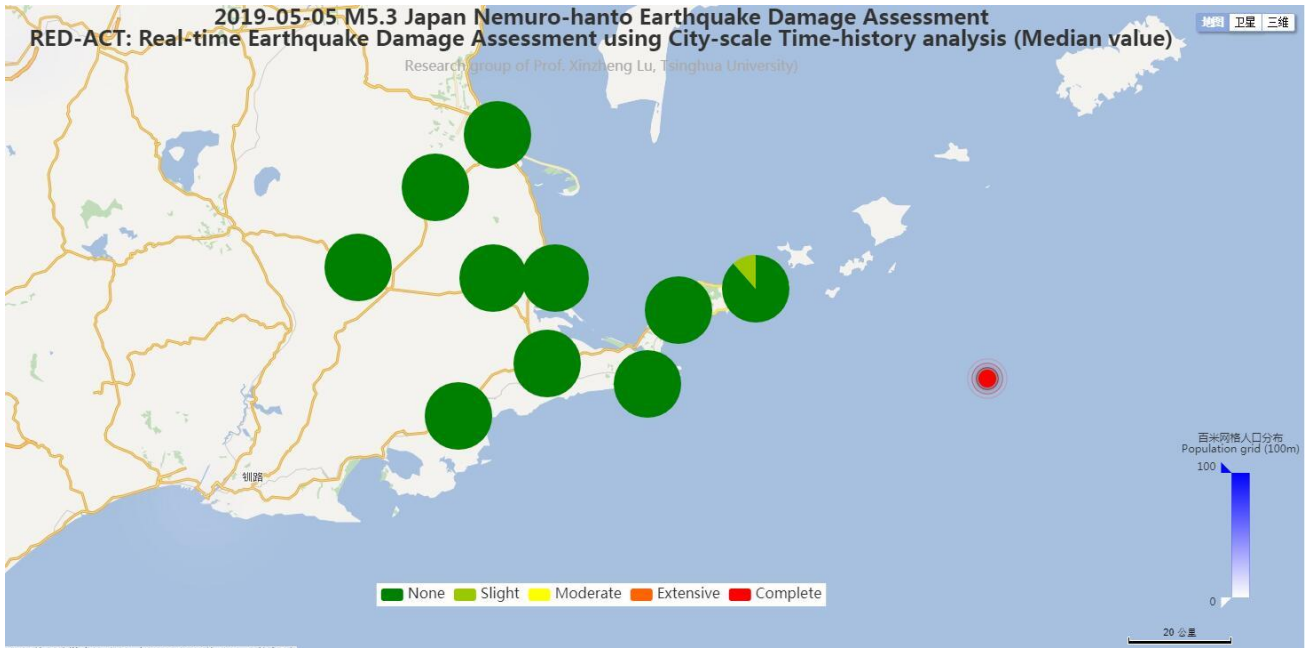 2019-05-05 M5.3 Japan Nemuro-hanto Earthquake Damage Assessment
RED-ACT: Real-time Earthquake Damage Assessment using City-scale Time-history analysis (Median value)
Research group of Prof. Xinzheng Lu, Tsinghua University)
地图 卫星 三维
钏路
百米网格人口分布
Population grid (100m)
100
0
None Slight Moderate Extensive Complete
20 公里